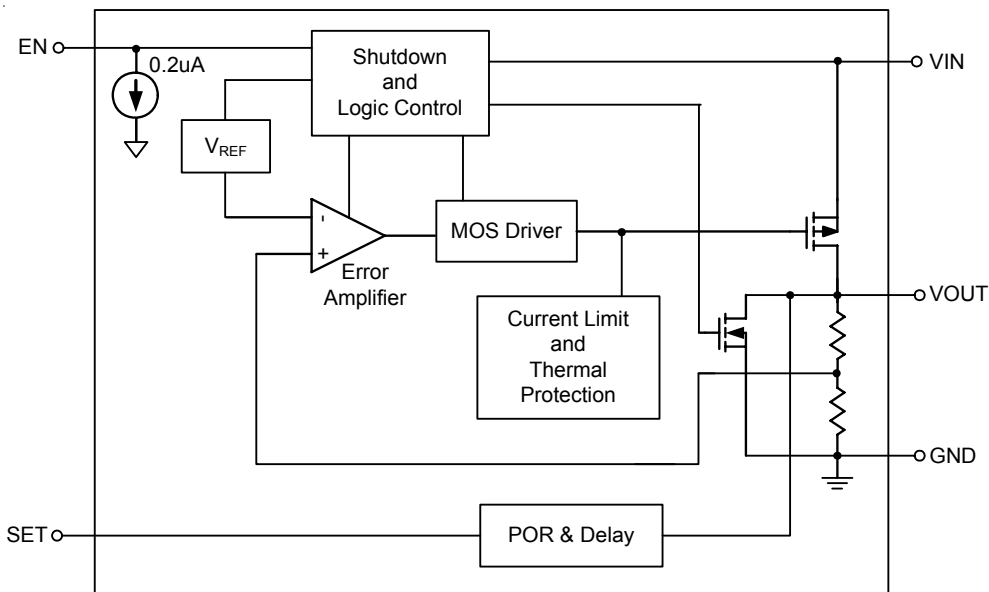 EN
0.2uA
Shutdown
and
Logic Control
VIN
VREF
-
+
Error
Amplifier
MOS Driver
Current Limit
and
Thermal
Protection
VOUT
GND
SET
POR & Delay